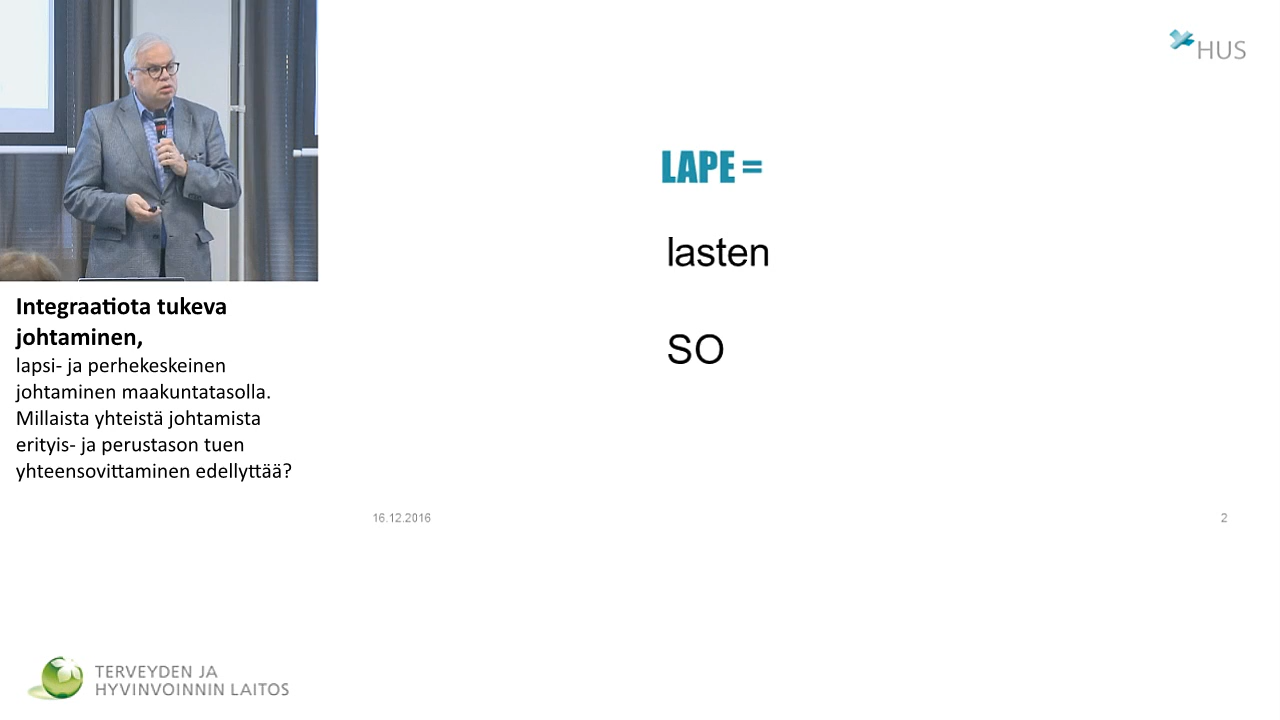 HUS
LAPE =
lasten
SO
16.12.2016
2
Integraatiota tukeva
johtaminen,
lapsi- ja perhekeskeinen
johtaminen maakuntatasolla.
Millaista yhteistä johtamista
erityis- ja perustason tuen
yhteensovittaminen edellyttää?
TERVEYDEN JA
HYVINVOINNIN LAITOS